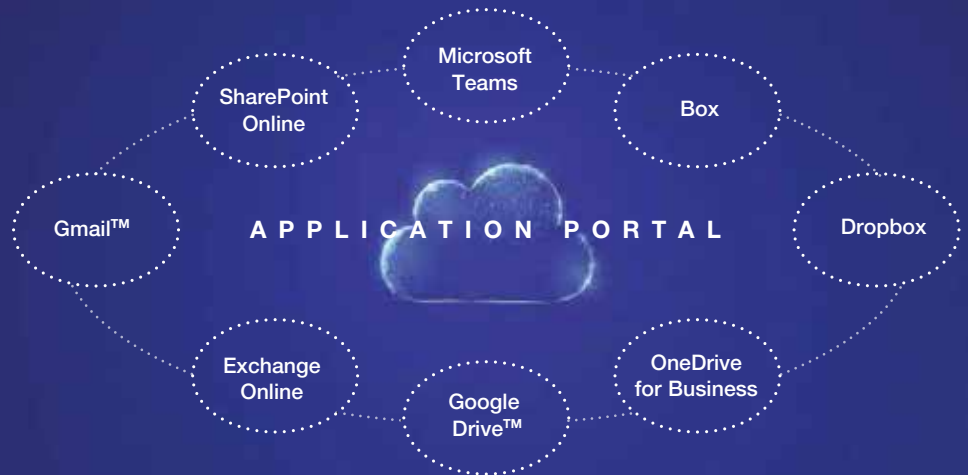 Microsoft
Teams
SharePoint
Online
Box
Gmail™
APPLICATION PORTAL
Dropbox
Exchange
Online
OneDrive
for Business
Google
Drive™